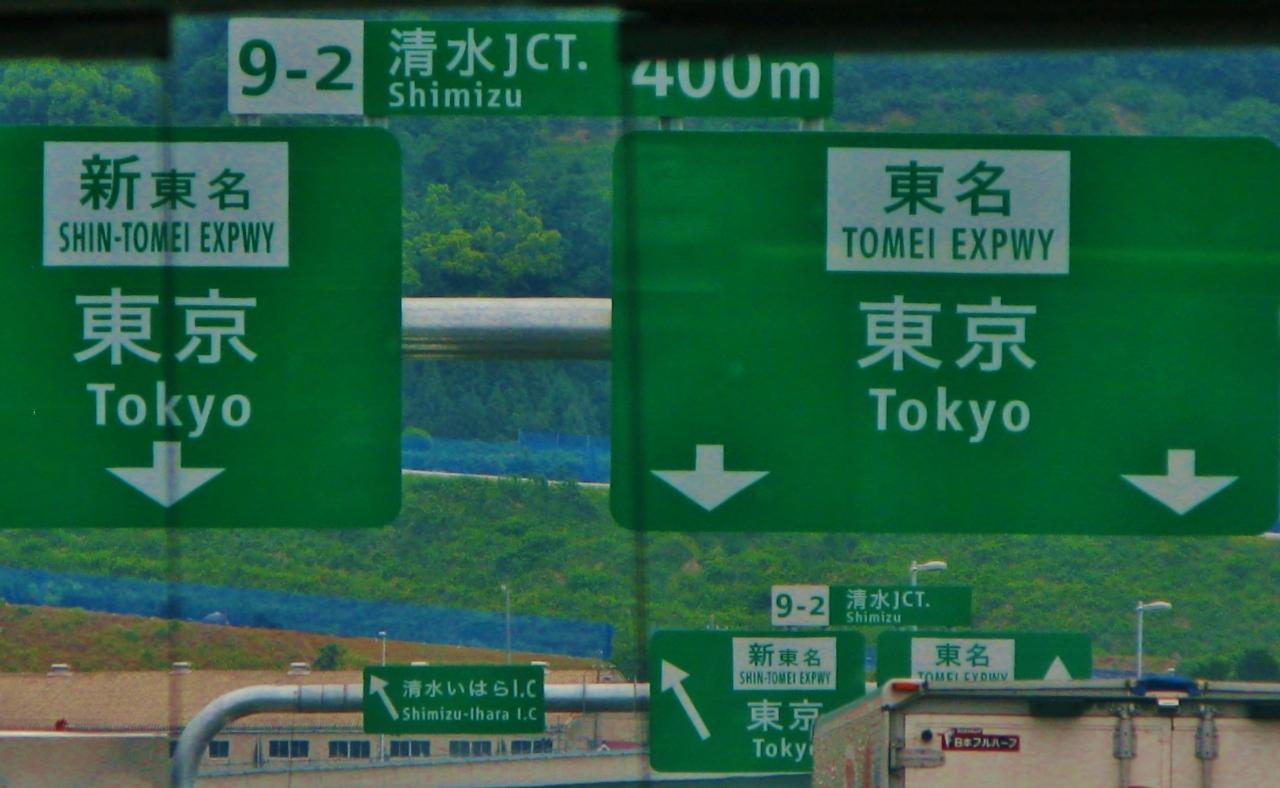 9-2 清水JCT. 400m
Shimizu
新東名
SHIN-TOMEI EXPWY
東京
Tokyo
東名
TOMEI EXPWY
東京
Tokyo
9-2 清水JCT.
Shimizu
新東名
SHIN-TOMEI EXPWY
東京
Tokyo
東名
TOMEI EXPWY
清水いはらI.C
Shimizu-Ihara I.C
日本フルハーフ